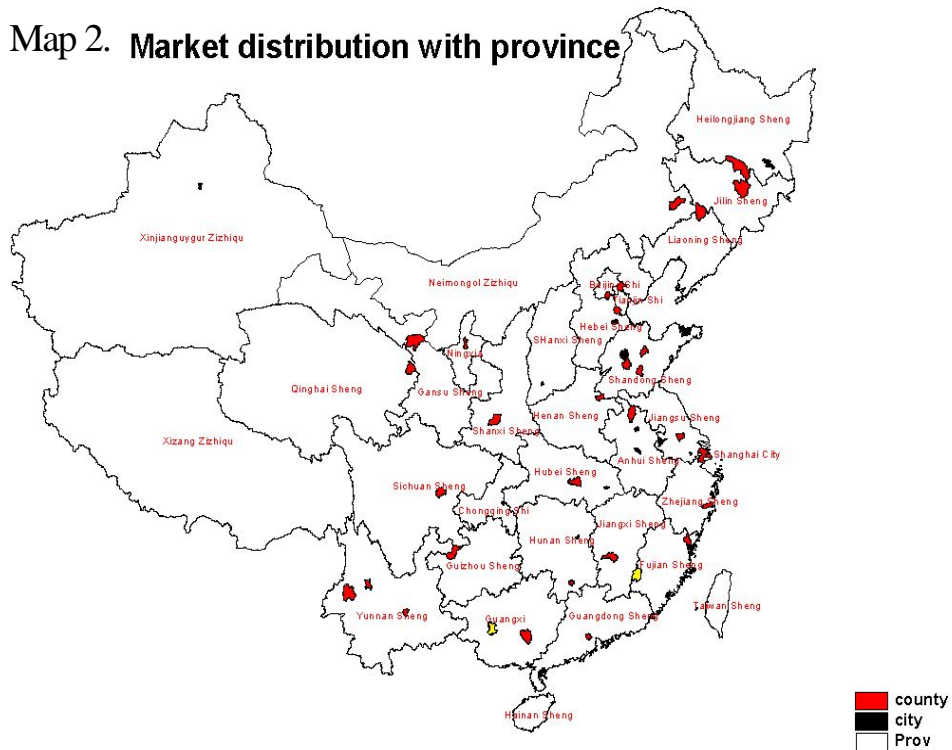 Map 2. Market distribution with province
Heilongjiang Sheng
Jilin Sheng
Liaoning Sheng
Xinjianguygur Zizhiqu
Neimongol Zizhiqu
Beijing Shi
Tianjin Shi
Hebei Sheng
SHanxi Sheng
Ningxia
Shandong Sheng
Qinghai Sheng
Gansu Sheng
Henan Sheng
Jiangsu Sheng
Shanxi Sheng
Xizang Zizhiqu
Shanghai City
Anhui Sheng
Hubei Sheng
Sichuan Sheng
Zhejiang Sheng
Chongqing Shi
Jiangxi Sheng
Hunan Sheng
Guizhou Sheng
Fujian Sheng
Taiwan Sheng
Yunnan Sheng
Guangxi
Guangdong Sheng
Hainan Sheng
county
city
Prov